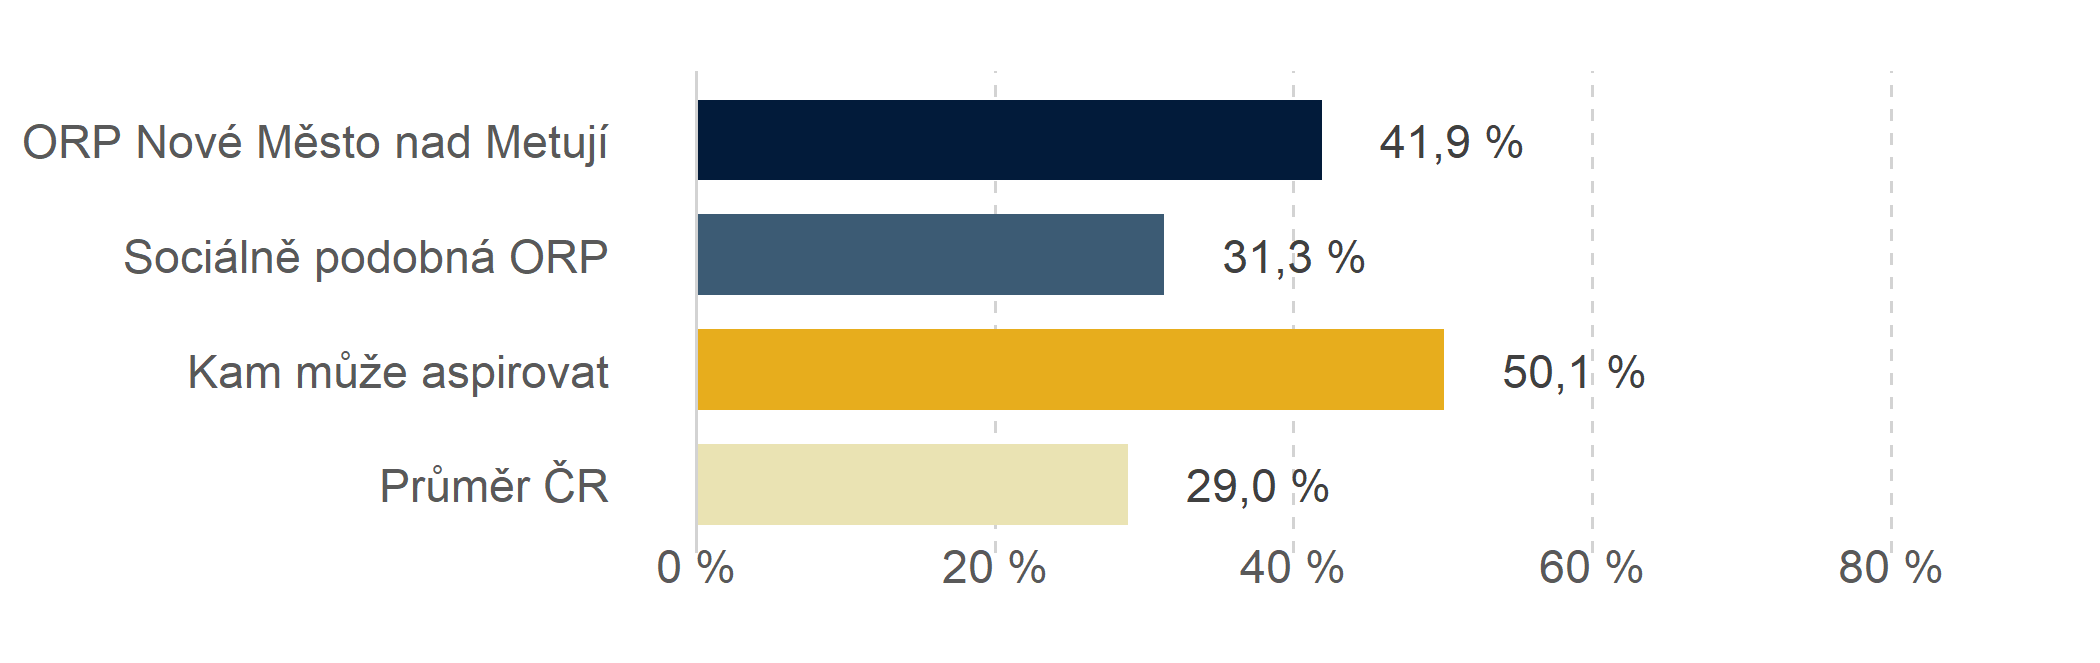 ORP Nové Město nad Metují
41,9 %
Sociálně podobná ORP
31,3 %
Kam může aspirovat
50,1 %
Průměr ČR
29,0 %
0 %
20 %
40 %
60 %
80 %